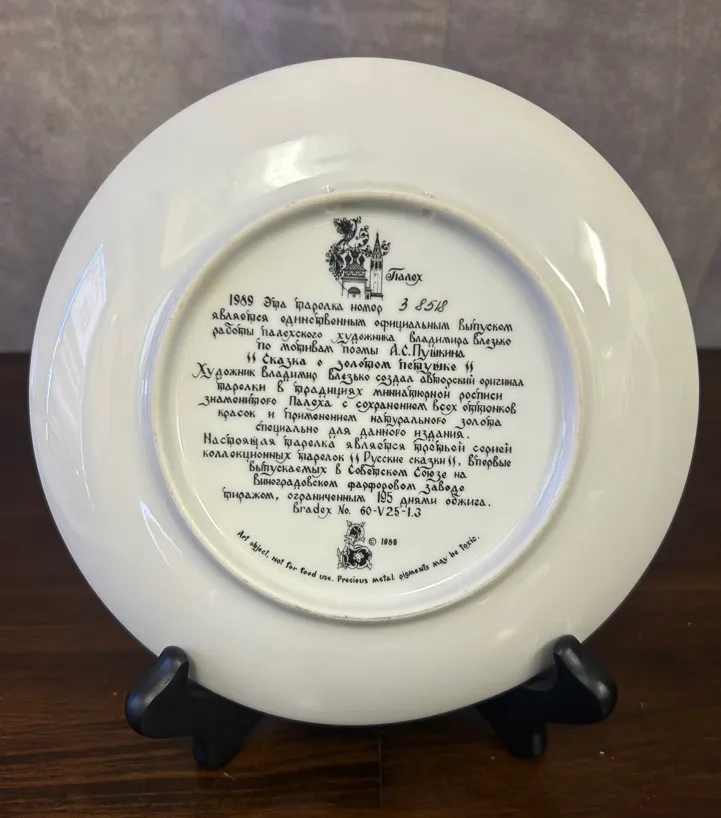 Палех
1989 Эта тарелка номер 3 8518
является единственным официальным выпуском
работы палехского художника Владимира Влезько
по мотивам поэмы А.С.Пушкина
"Сказка о золотом петушке"
Художник Владимир Влезько создал авторский оригинал
тарелки в традициях миниатюрной росписи
знаменитого Палеха с сохранением всех оттенков
красок и применением натурального золота
специально для данного издания.
Настоящая тарелка является третьей серией
коллекционных тарелок "Русские сказки", впервые
выпускаемых в Советском Союзе на
Виноградовском фарфоровом заводе
тиражом, ограниченным 195 днями обжига.
Bradex No. 60-V25-1.3
© 1989
Art object. Not for food use. Precious metal pigments may be toxic.